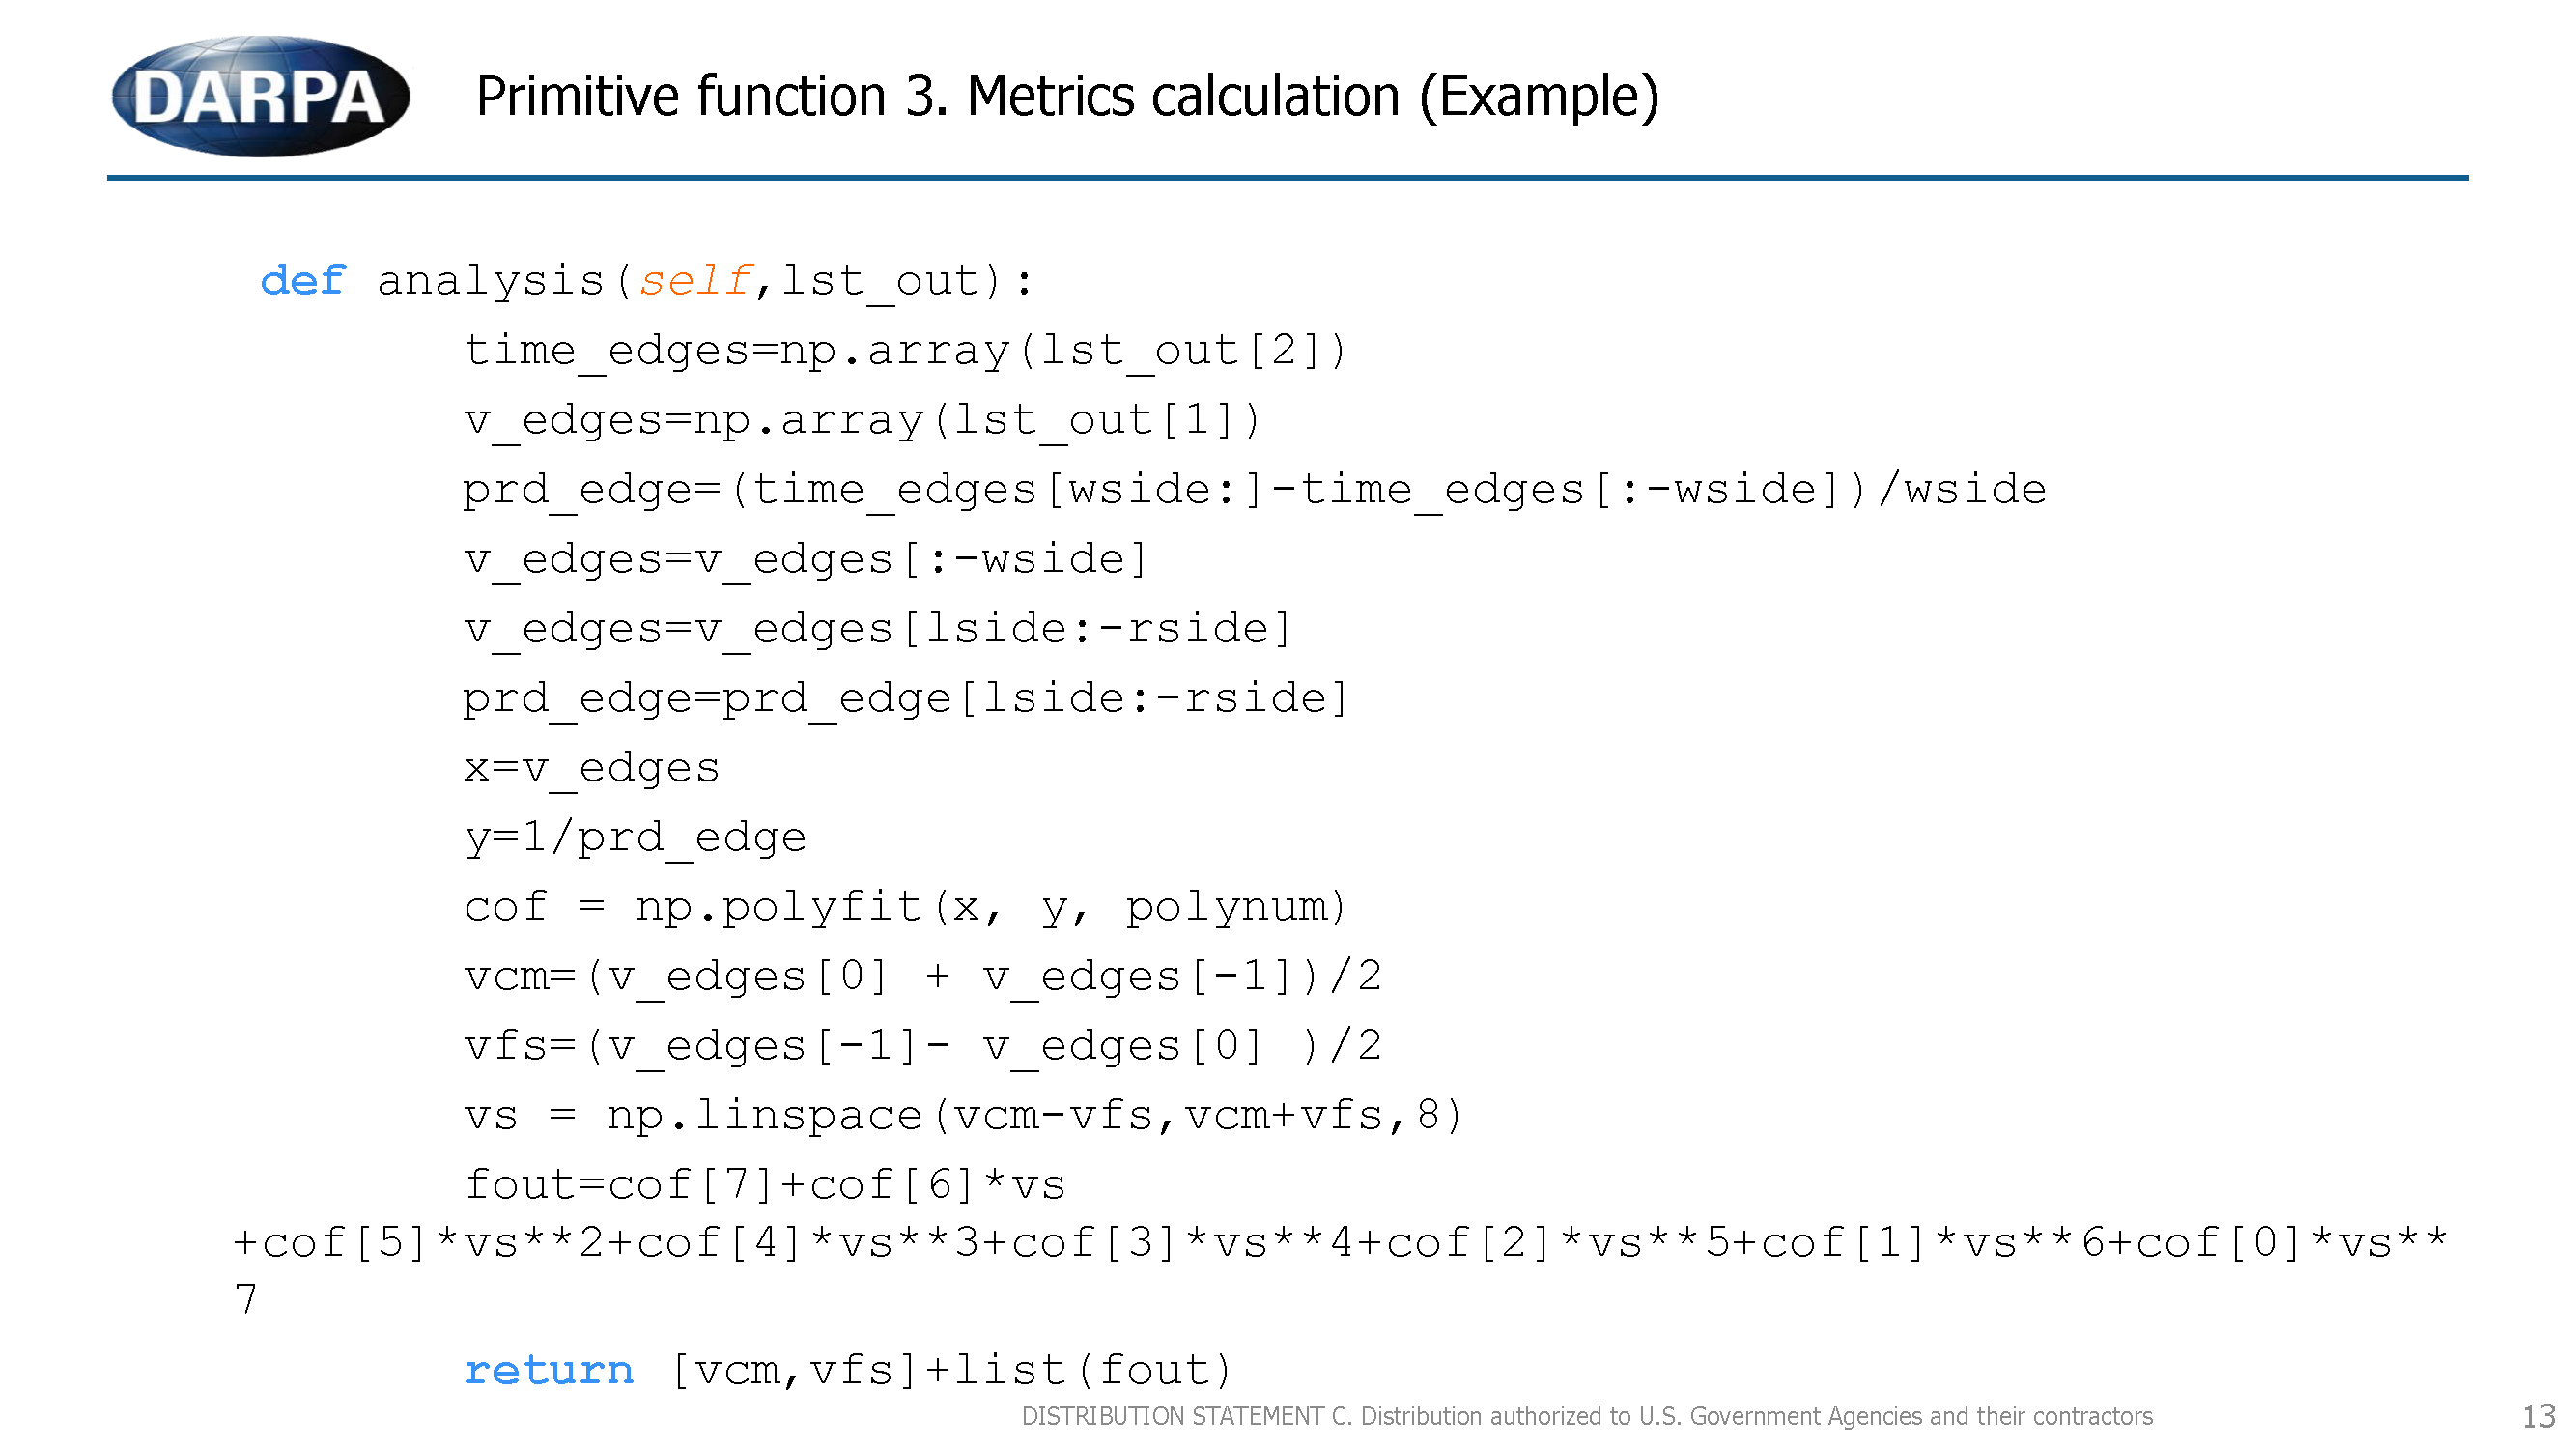 DARPA
Primitive function 3. Metrics calculation (Example)
def analysis(self,lst_out):
time_edges=np.array(lst_out[2])
v_edges=np.array(lst_out[1])
prd_edge=(time_edges[wside:]-time_edges[:-wside])/wside
v_edges=v_edges[:-wside]
v_edges=v_edges[lside:-rside]
prd_edge=prd_edge[lside:-rside]
x=v_edges
y=1/prd_edge
cof = np.polyfit(x, y, polynum)
vcm=(v_edges[0] + v_edges[-1])/2
vfs=(v_edges[-1]- v_edges[0] )/2
vs = np.linspace(vcm-vfs,vcm+vfs,8)
fout=cof[7]+cof[6]*vs
+cof[5]*vs**2+cof[4]*vs**3+cof[3]*vs**4+cof[2]*vs**5+cof[1]*vs**6+cof[0]*vs**
7
return [vcm,vfs]+list(fout)
DISTRIBUTION STATEMENT C. Distribution authorized to U.S. Government Agencies and their contractors
13